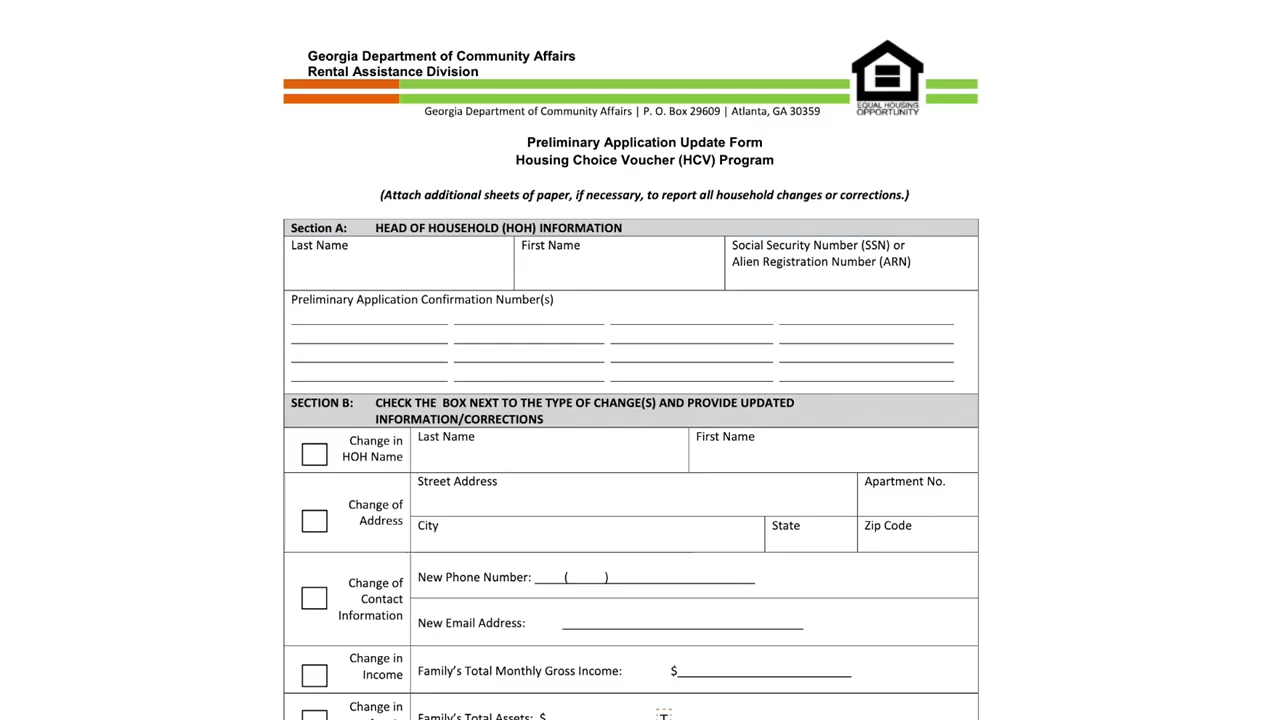 Georgia Department of Community Affairs
Rental Assistance Division
EQUAL HOUSING
OPPORTUNITY
Georgia Department of Community Affairs | P. O. Box 29609 | Atlanta, GA 30359
Preliminary Application Update Form
Housing Choice Voucher (HCV) Program
(Attach additional sheets of paper, if necessary, to report all household changes or corrections.)
Section A: HEAD OF HOUSEHOLD (HOH) INFORMATION
Last Name
First Name
Social Security Number (SSN) or
Alien Registration Number (ARN)
Preliminary Application Confirmation Number(s)
SECTION B: CHECK THE BOX NEXT TO THE TYPE OF CHANGE(S) AND PROVIDE UPDATED
INFORMATION/CORRECTIONS
Change in
HOH Name
Last Name
First Name
Change of
Address
Street Address
Apartment No.
City
State
Zip Code
Change of
Contact
Information
New Phone Number: ( )
New Email Address:
Change in
Income
Family's Total Monthly Gross Income: $
Change in
Family's Total Assets: $